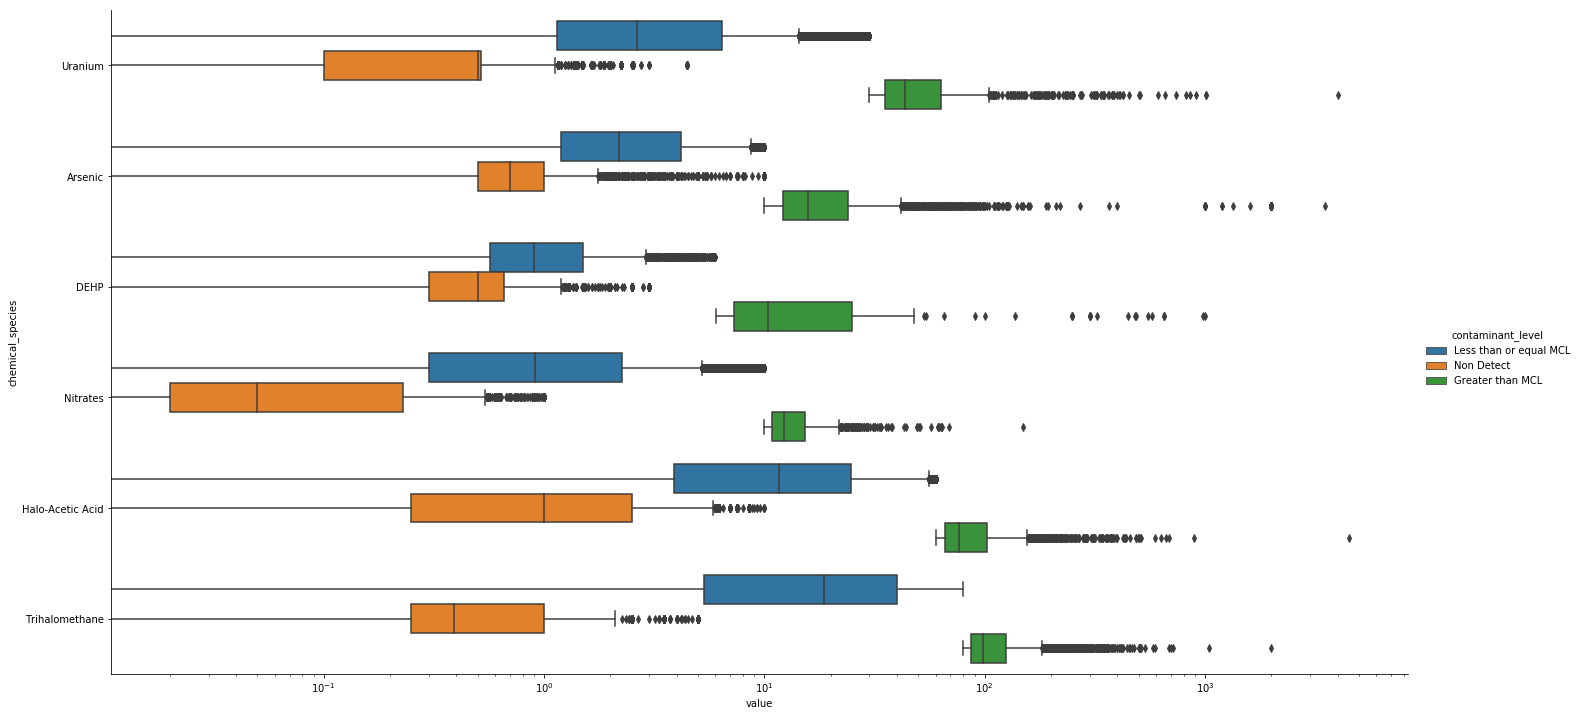 Uranium
Arsenic
DEHP
Nitrates
Halo-Acetic Acid
Trihalomethane
chemical_species
10⁻¹
10⁰
10¹
10²
10³
value
contaminant_level
Less than or equal MCL
Non Detect
Greater than MCL